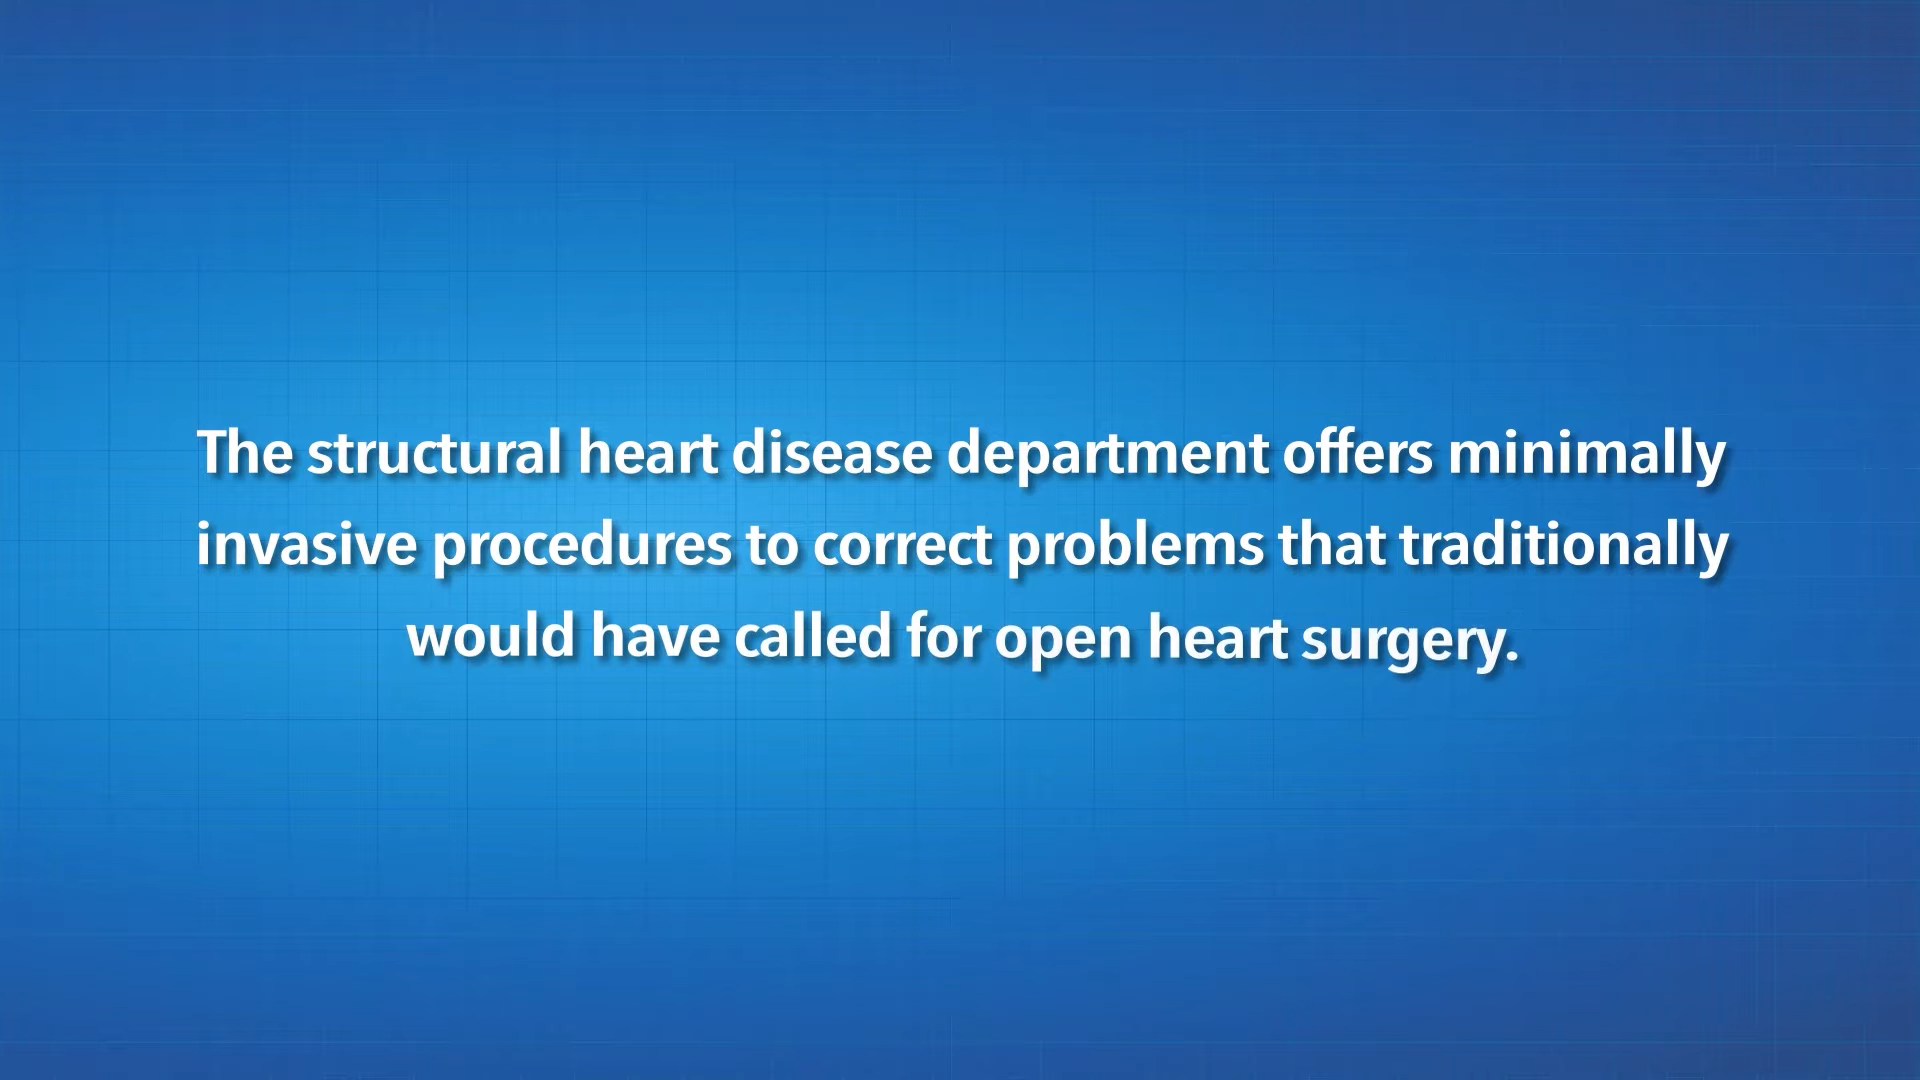 The structural heart disease department offers minimally
invasive procedures to correct problems that traditionally
would have called for open heart surgery.